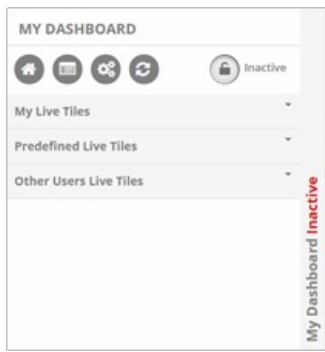 MY DASHBOARD
Inactive
My Live Tiles
Predefined Live Tiles
Other Users Live Tiles
My Dashboard Inactive